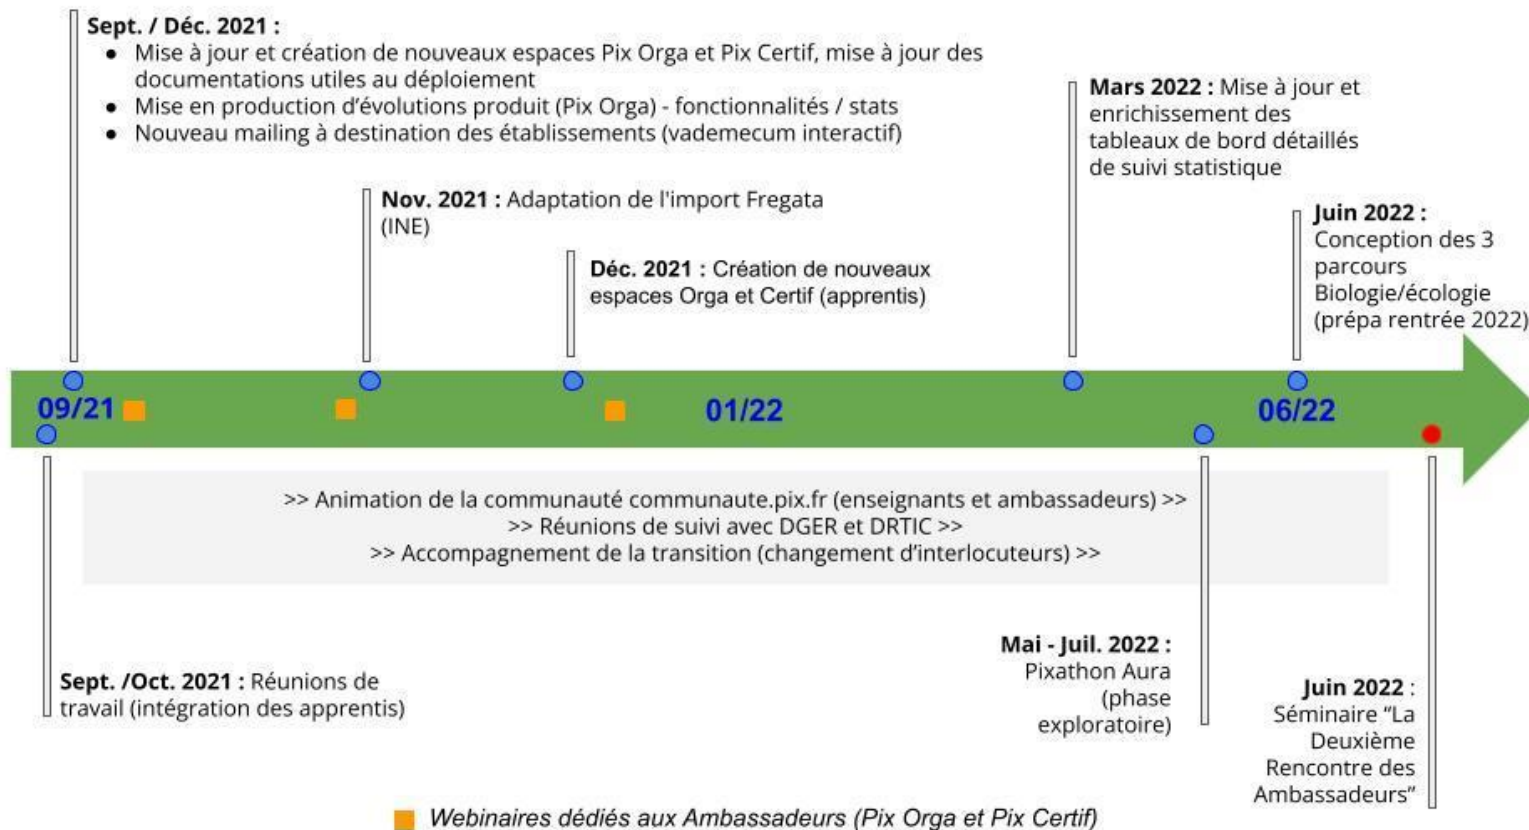 Sept. / Déc. 2021 :
● Mise à jour et création de nouveaux espaces Pix Orga et Pix Certif, mise à jour des
documentations utiles au déploiement
● Mise en production d’évolutions produit (Pix Orga) - fonctionnalités / stats
● Nouveau mailing à destination des établissements (vademecum interactif)
Nov. 2021 : Adaptation de l'import Fregata
(INE)
Déc. 2021 : Création de nouveaux
espaces Orga et Certif (apprentis)
Mars 2022 : Mise à jour et
enrichissement des
tableaux de bord détaillés
de suivi statistique
Juin 2022 :
Conception des 3
parcours
Biologie/écologie
(prépa rentrée 2022)
09/21
01/22
06/22
>> Animation de la communauté communaute.pix.fr (enseignants et ambassadeurs) >>
>> Réunions de suivi avec DGER et DRTIC >>
>> Accompagnement de la transition (changement d’interlocuteurs) >>
Sept. /Oct. 2021 : Réunions de
travail (intégration des apprentis)
Mai - Juil. 2022 :
Pixathon Aura
(phase
exploratoire)
Juin 2022 :
Séminaire “La
Deuxième
Rencontre des
Ambassadeurs”
Webinaires dédiés aux Ambassadeurs (Pix Orga et Pix Certif)